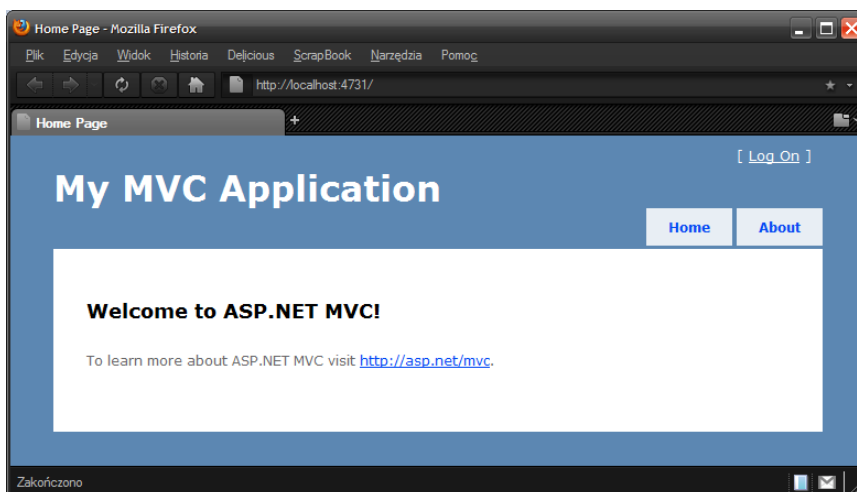 Home Page - Mozilla Firefox
Plik Edycja Widok Historia Delicious ScrapBook Narzędzia Pomoc
http://localhost:4731/
Home Page +
[ Log On ]
My MVC Application
Home About
Welcome to ASP.NET MVC!
To learn more about ASP.NET MVC visit http://asp.net/mvc.
Zakończono